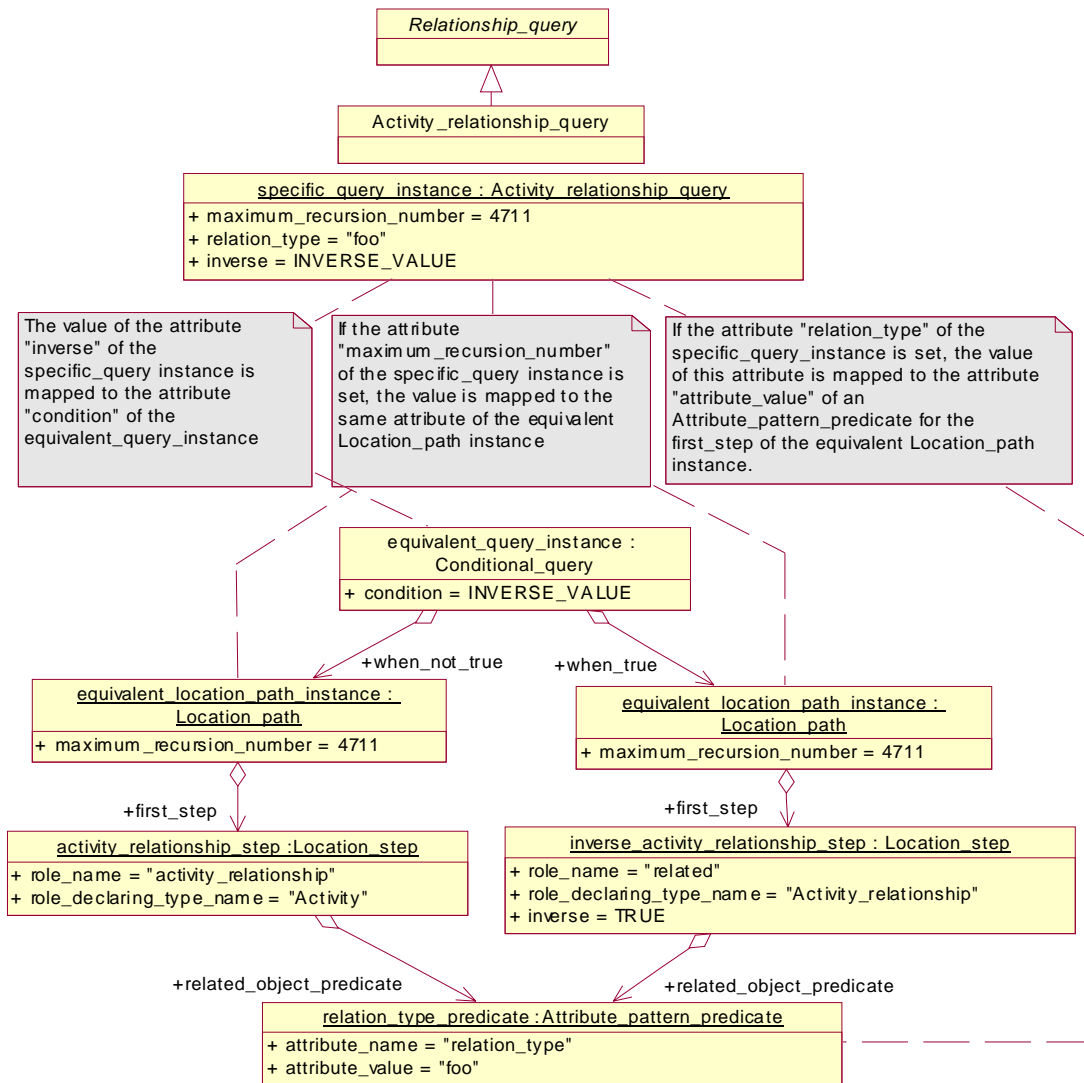 Relationship_query
Activity_relationship_query
specific_query_instance : Activity_relationship_query
+ maximum_recursion_number = 4711
+ relation_type = "foo"
+ inverse = INVERSE_VALUE
The value of the attribute
"inverse" of the
specific_query instance is
mapped to the attribute
"condition" of the
equivalent_query_instance
If the attribute
"maximum_recursion_number"
of the specific_query instance is
set, the value is mapped to the
same attribute of the equivalent
Location_path instance
If the attribute "relation_type" of the
specific_query_instance is set, the value
of this attribute is mapped to the attribute
"attribute_value" of an
Attribute_pattern_predicate for the
first_step of the equivalent Location_path
instance.
equivalent_query_instance :
Conditional_query
+ condition = INVERSE_VALUE
+when_not_true
+when_true
equivalent_location_path_instance :
Location_path
+ maximum_recursion_number = 4711
equivalent_location_path_instance :
Location_path
+ maximum_recursion_number = 4711
+first_step
+first_step
activity_relationship_step :Location_step
+ role_name = "activity_relationship"
+ role_declaring_type_name = "Activity"
inverse_activity_relationship_step : Location_step
+ role_name = "related"
+ role_declaring_type_name = "Activity_relationship"
+ inverse = TRUE
+related_object_predicate
+related_object_predicate
relation_type_predicate :Attribute_pattern_predicate
+ attribute_name = "relation_type"
+ attribute_value = "foo"